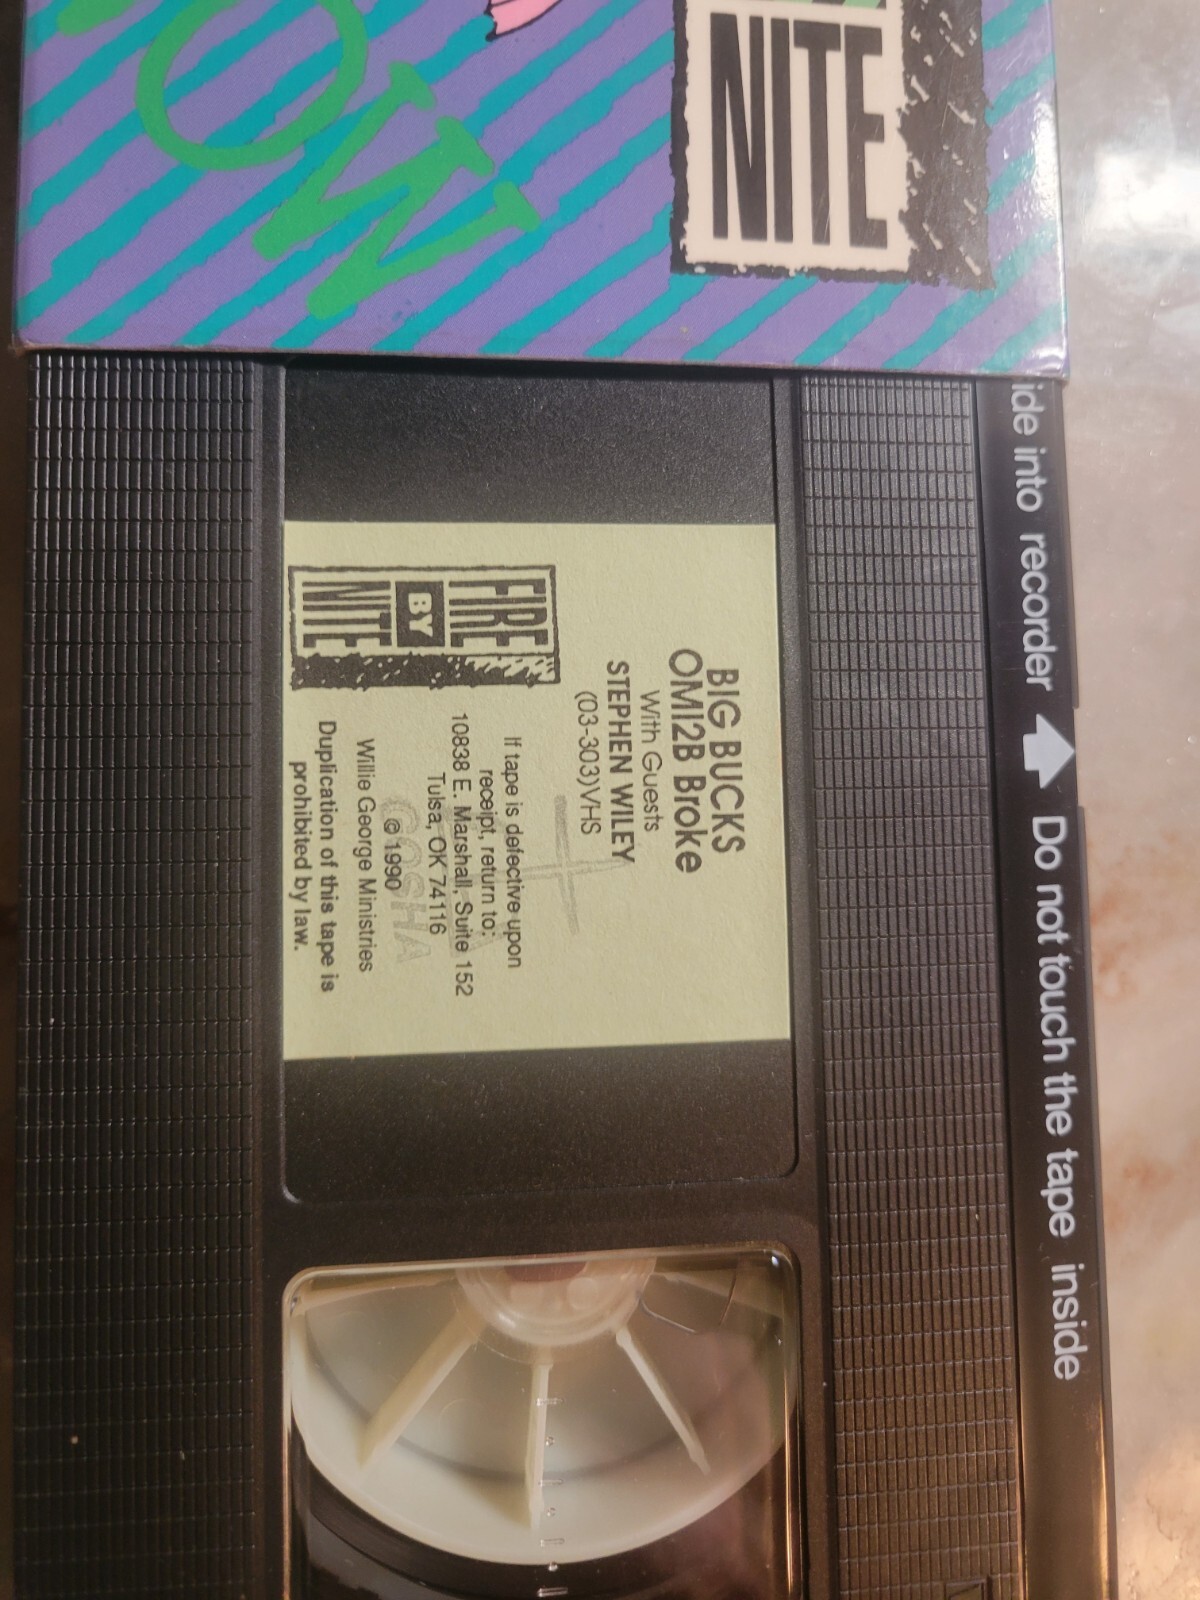 OW
NITE
ide into recorder
Do not touch the tape inside
BIG BUCKS
OMI2B Broke
With Guests
STEPHEN WILEY
(03-303)VHS
If tape is defective upon
receipt, return to:
10838 E. Marshall, Suite 152
Tulsa, OK 74116
©1990
Willie George Ministries
Duplication of this tape is
prohibited by law.
FIRE
BY
NITE